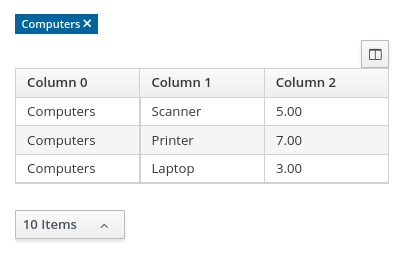 Computers ×
Column 0 Column 1 Column 2
Computers Scanner 5.00
Computers Printer 7.00
Computers Laptop 3.00
10 Items